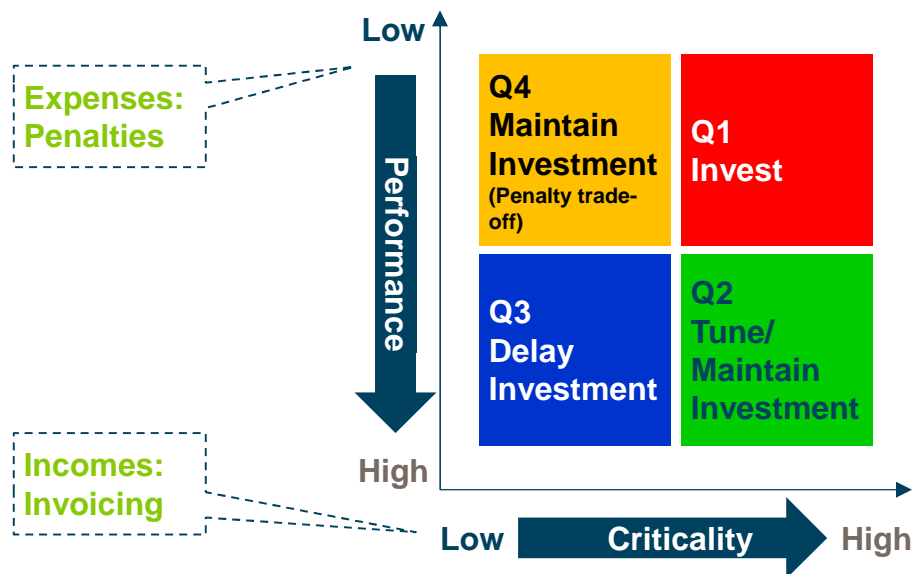 Low
Expenses:
Penalties
Performance
Q4
Maintain
Investment
(Penalty trade-
off)
Q1
Invest
Q3
Delay
Investment
Q2
Tune/
Maintain
Investment
High
Incomes:
Invoicing
Low
Criticality
High